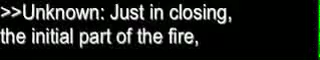 >>Unknown: Just in closing,
the initial part of the fire,